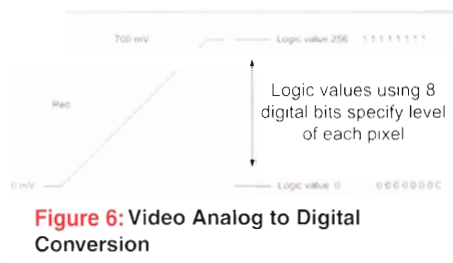 700 mV Logic value 256 11111111
Red
Logic values using 8
digital bits specify level
of each pixel
0 mV Logic value 0 00000000
Figure 6: Video Analog to Digital
Conversion